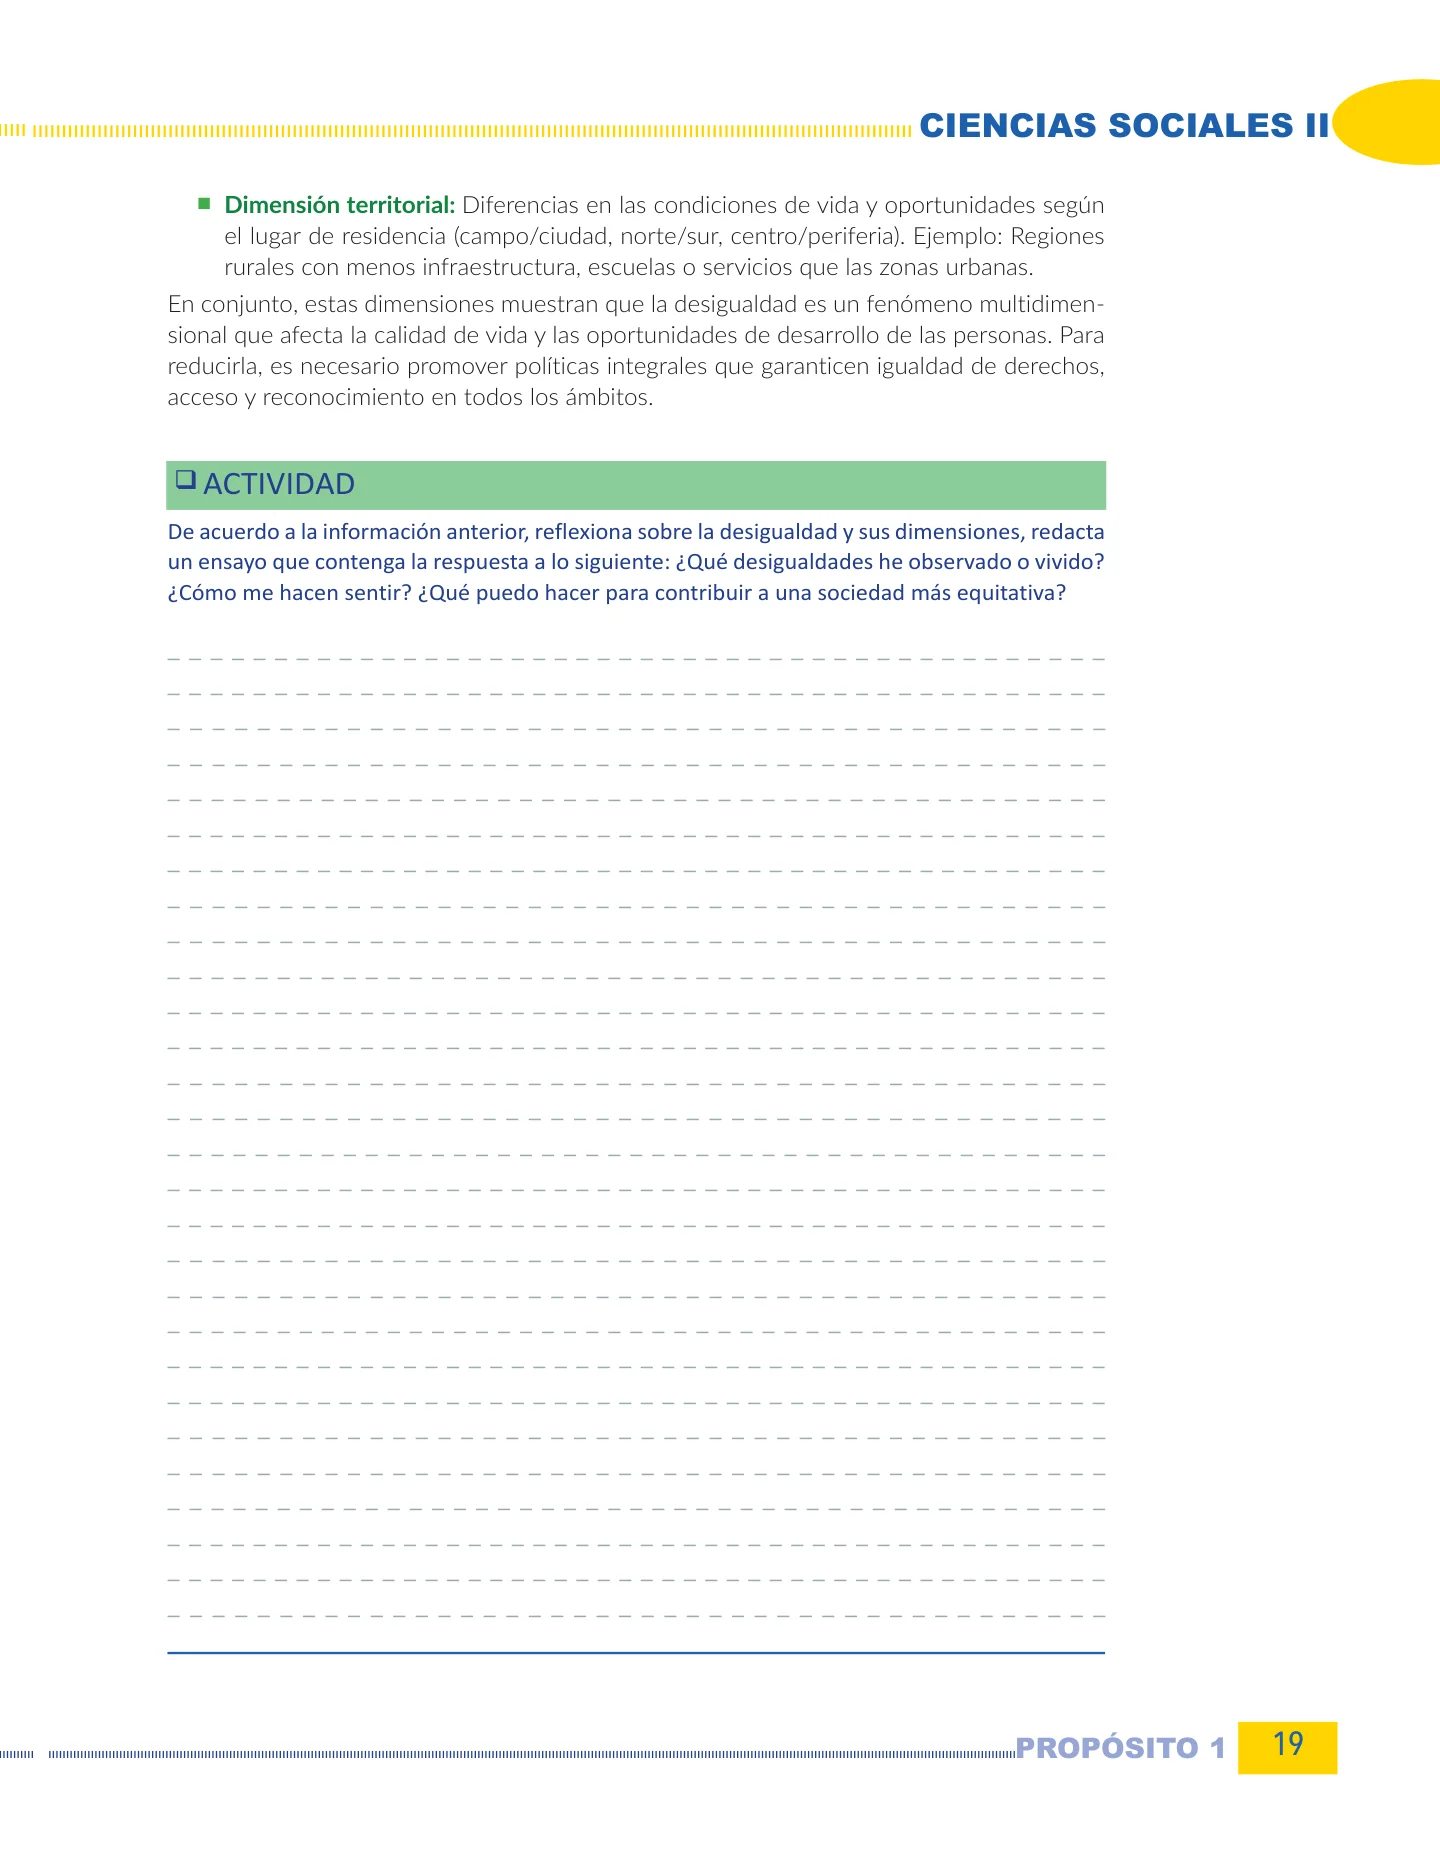 CIENCIAS SOCIALES II
Dimensión territorial: Diferencias en las condiciones de vida y oportunidades según
el lugar de residencia (campo/ciudad, norte/sur, centro/periferia). Ejemplo: Regiones
rurales con menos infraestructura, escuelas o servicios que las zonas urbanas.
En conjunto, estas dimensiones muestran que la desigualdad es un fenómeno multidimen-
sional que afecta la calidad de vida y las oportunidades de desarrollo de las personas. Para
reducirla, es necesario promover políticas integrales que garanticen igualdad de derechos,
acceso y reconocimiento en todos los ámbitos.
ACTIVIDAD
De acuerdo a la información anterior, reflexiona sobre la desigualdad y sus dimensiones, redacta
un ensayo que contenga la respuesta a lo siguiente: ¿Qué desigualdades he observado o vivido?
¿Cómo me hacen sentir? ¿Qué puedo hacer para contribuir a una sociedad más equitativa?
PROPÓSITO 1
19